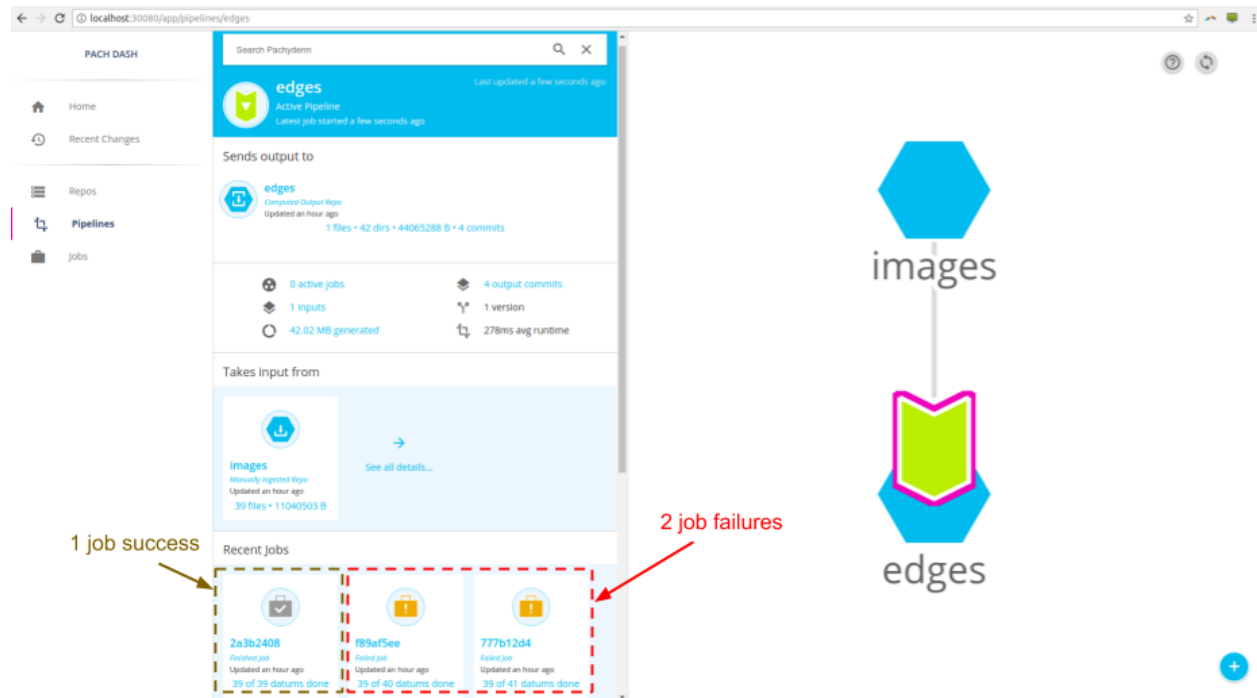 localhost:30080/app/pipelines/edges
PACH DASH
Home
Recent Changes
Repos
Pipelines
Jobs
Search Pachyderm
Last updated a few seconds ago
edges
Active Pipeline
Latest job started a few seconds ago
Sends output to
edges
Computed Output Repo
Updated an hour ago
1 files • 42 dirs • 44065288 B • 4 commits
0 active jobs
4 output commits
1 inputs
1 version
42.02 MB generated
278ms avg runtime
Takes input from
images
Manually Ingested Repo
Updated an hour ago
39 files • 11040503 B
See all details...
Recent Jobs
2a3b2408
Finished Job
Updated an hour ago
39 of 39 datums done
f89af5ee
Failed Job
Updated an hour ago
39 of 40 datums done
777b12d4
Failed Job
Updated an hour ago
39 of 41 datums done
1 job success
2 job failures
images
edges